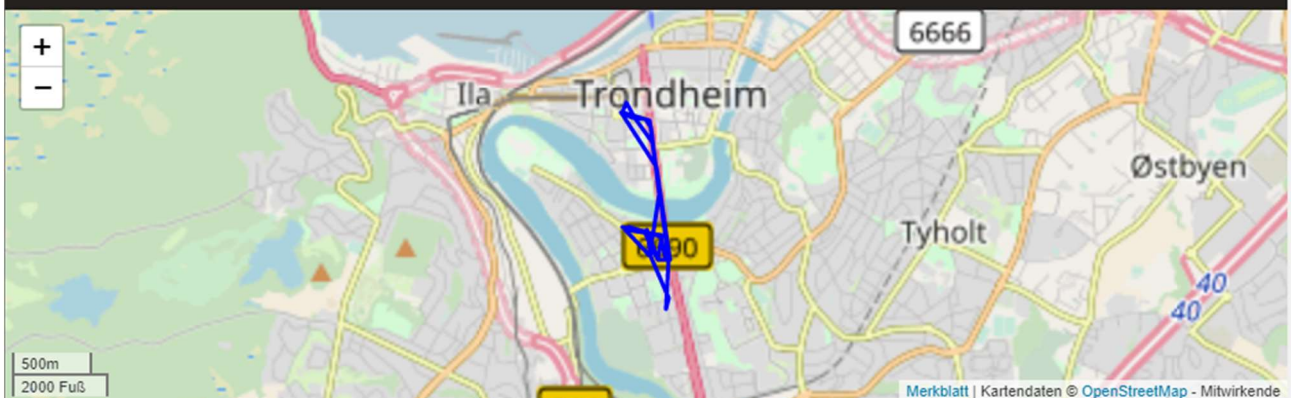 +
6666
Ila
Trondheim
−
Østbyen
Tyholt
40
40
500m
2000 Fuß
Merkblatt | Kartendaten © OpenStreetMap - Mitwirkende